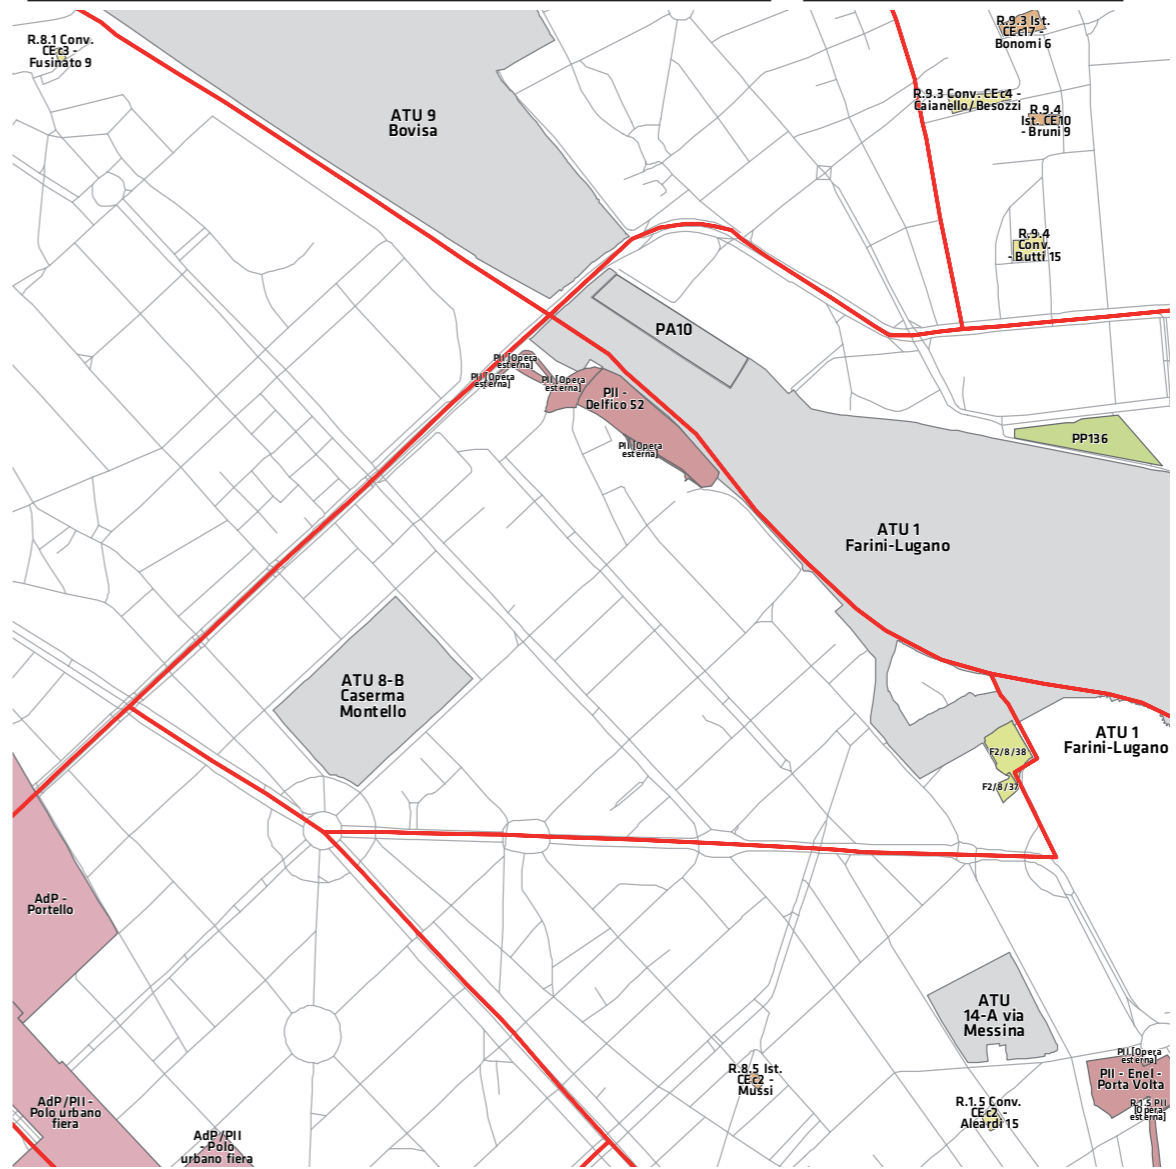 R.9.3 Ist.
CEc17 -
Bonomi 6
R.8.1 Conv.
CEc3 -
Fusinato 9
R.9.3 Conv. CEc4 -
Caianello/Besozzi
R.9.4
Ist. CE10
- Bruni 9
ATU 9
Bovisa
R.9.4
Conv.
- Butti 15
PA10
PII [Opera
esterna]
PII [Opera
esterna]
PII [Opera
esterna]
PII -
Delfico 52
PII [Opera
esterna]
PP136
ATU 1
Farini-Lugano
ATU 8-B
Caserma
Montello
ATU 1
Farini-Lugano
F2/8/38
F2/8/37
AdP -
Portello
ATU
14-A via
Messina
PII [Opera
esterna]
PII - Enel -
Porta Volta
R.8.5 Ist.
CEc2 -
Mussi
R.1.5 Conv.
CEc2 -
Aleardi 15
R.1.5 PII
[Opera
esterna]
AdP/PII -
Polo urbano
fiera
AdP/PII
- Polo
urbano fiera